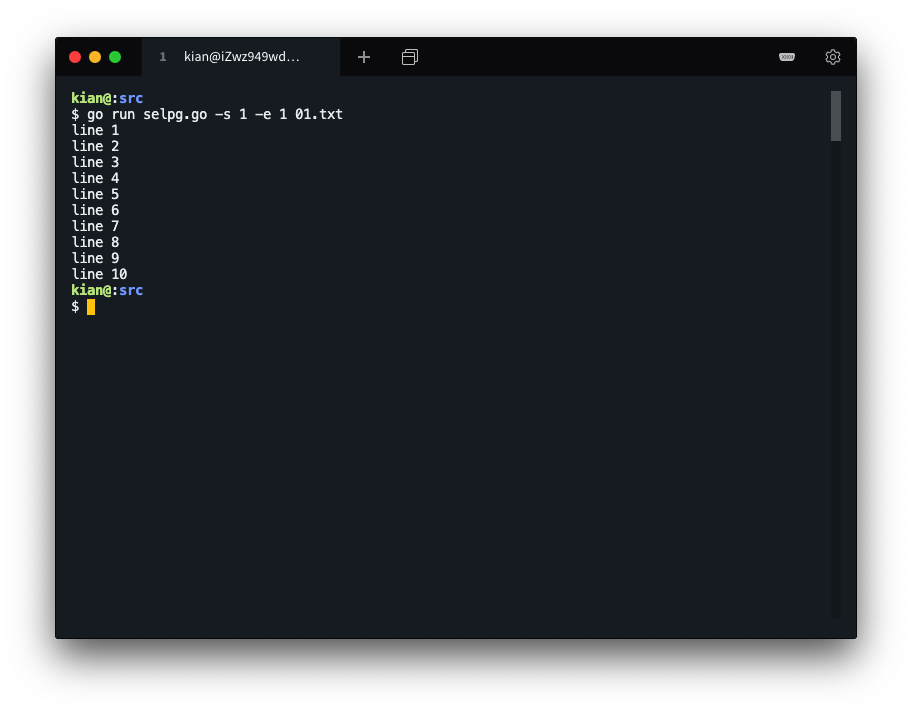 1 kian@iZwz949wd...
kian@:src
$ go run selpg.go -s 1 -e 1 01.txt
line 1
line 2
line 3
line 4
line 5
line 6
line 7
line 8
line 9
line 10
kian@:src
$